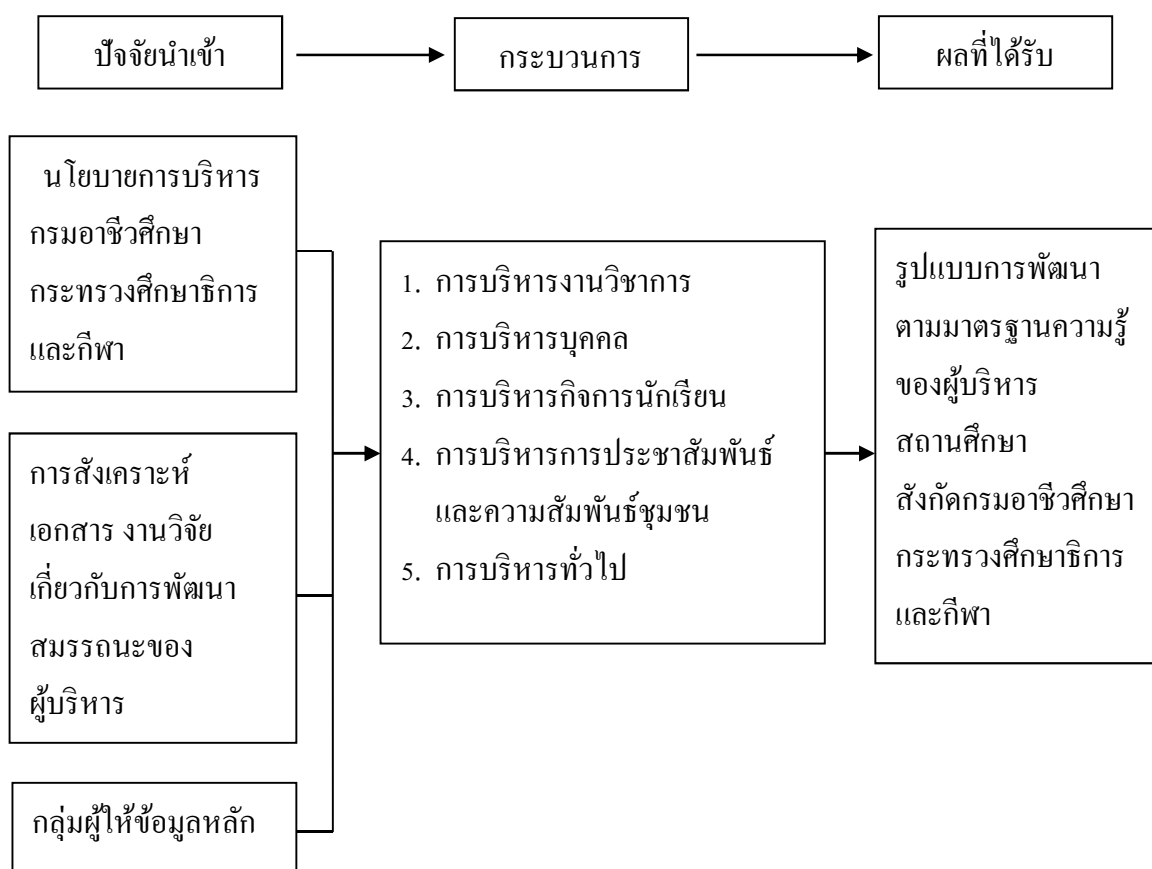 ปัจจัยนำเข้า
กระบวนการ
ผลที่ได้รับ
นโยบายการบริหาร
กรมอาชีวศึกษา
กระทรวงศึกษาธิการ
และกีฬา
การสังเคราะห์
เอกสาร งานวิจัย
เกี่ยวกับการพัฒนา
สมรรถนะของ
ผู้บริหาร
กลุ่มผู้ให้ข้อมูลหลัก
1. การบริหารงานวิชาการ
2. การบริหารบุคคล
3. การบริหารกิจการนักเรียน
4. การบริหารการประชาสัมพันธ์
และความสัมพันธ์ชุมชน
5. การบริหารทั่วไป
รูปแบบการพัฒนา
ตามมาตรฐานความรู้
ของผู้บริหาร
สถานศึกษา
สังกัดกรมอาชีวศึกษา
กระทรวงศึกษาธิการ
และกีฬา